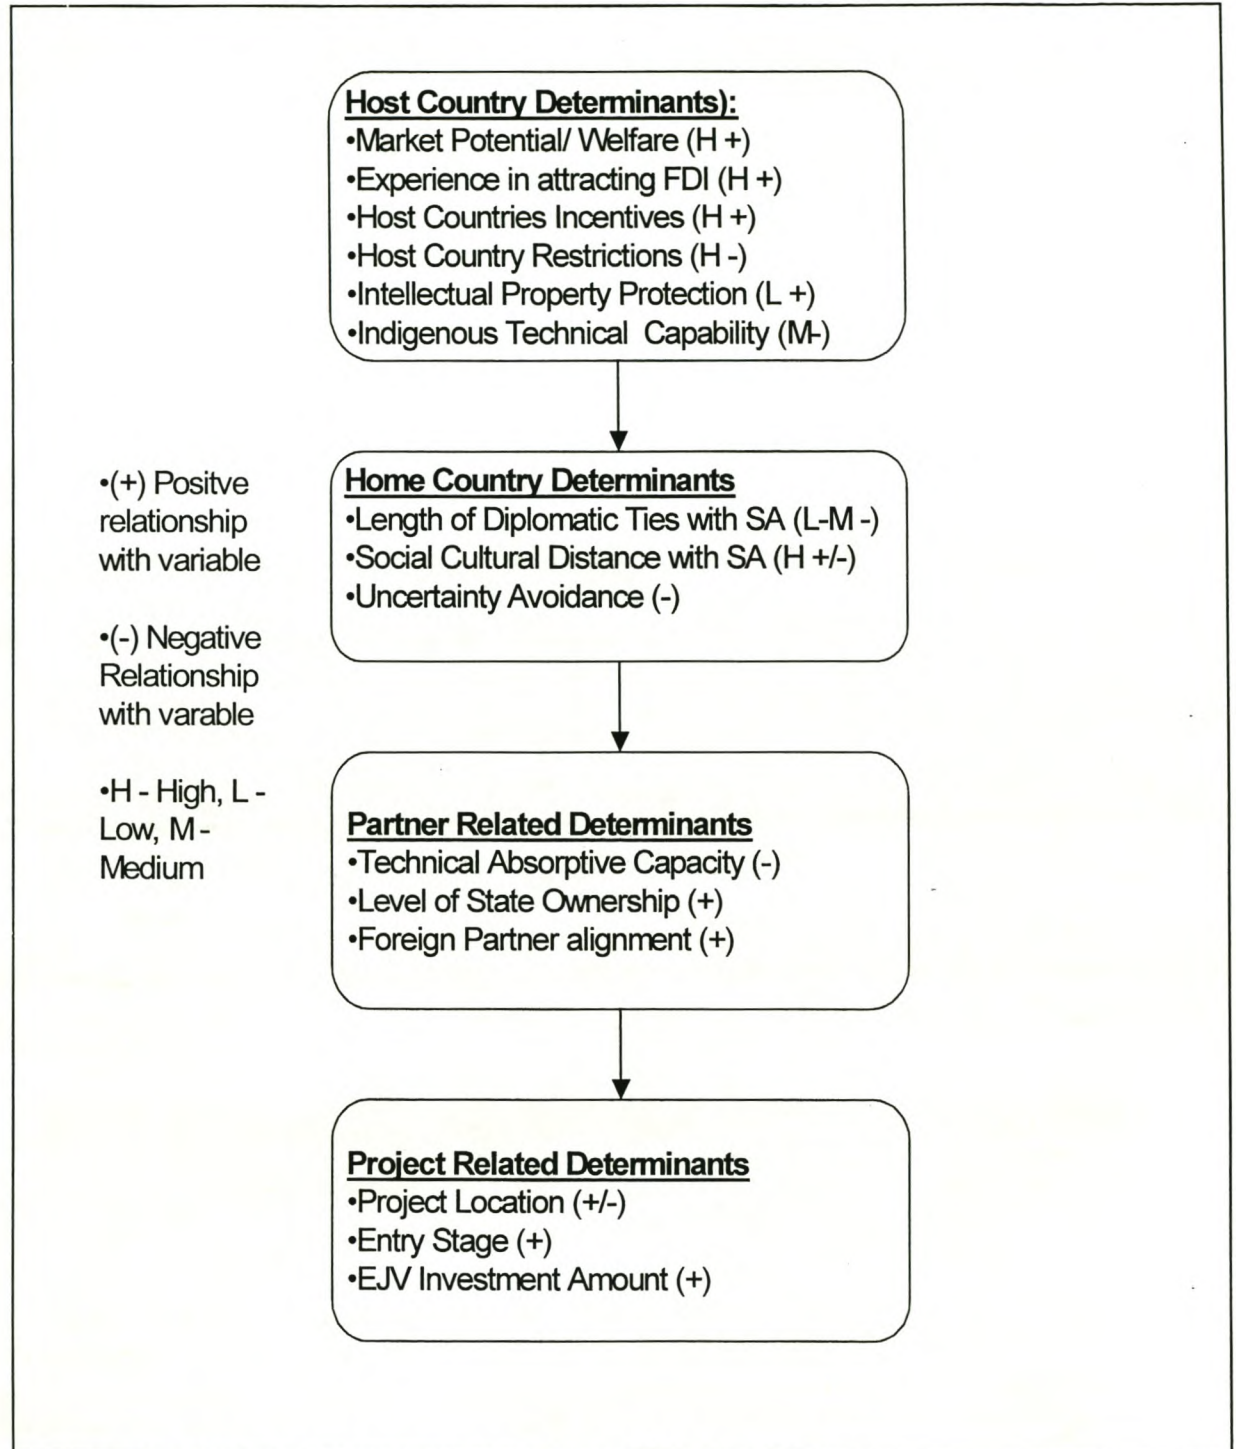 Host Country Determinants):
•Market Potential/ Welfare (H +)
•Experience in attracting FDI (H +)
•Host Countries Incentives (H +)
•Host Country Restrictions (H -)
•Intellectual Property Protection (L +)
•Indigenous Technical Capability (M-)
•(+) Positve
relationship
with variable
•(-) Negative
Relationship
with varable
•H - High, L -
Low, M -
Medium
Home Country Determinants
•Length of Diplomatic Ties with SA (L-M -)
•Social Cultural Distance with SA (H +/-)
•Uncertainty Avoidance (-)
Partner Related Determinants
•Technical Absorptive Capacity (-)
•Level of State Ownership (+)
•Foreign Partner alignment (+)
Project Related Determinants
•Project Location (+/-)
•Entry Stage (+)
•EJV Investment Amount (+)